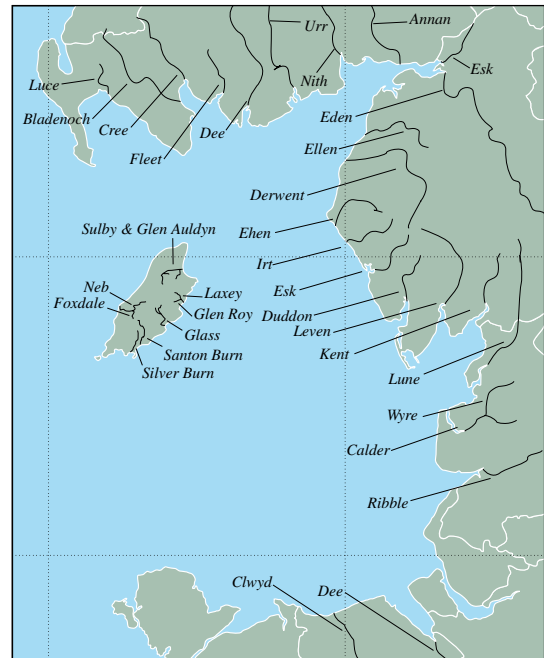 Annan
Urr
Esk
Nith
Luce
Eden
Bladenoch
Cree
Dee
Ellen
Fleet
Derwent
Sulby & Glen Auldyn
Ehen
Irt
Neb
Laxey
Esk
Foxdale
Glen Roy
Duddon
Glass
Leven
Santon Burn
Kent
Silver Burn
Lune
Wyre
Calder
Ribble
Clwyd
Dee